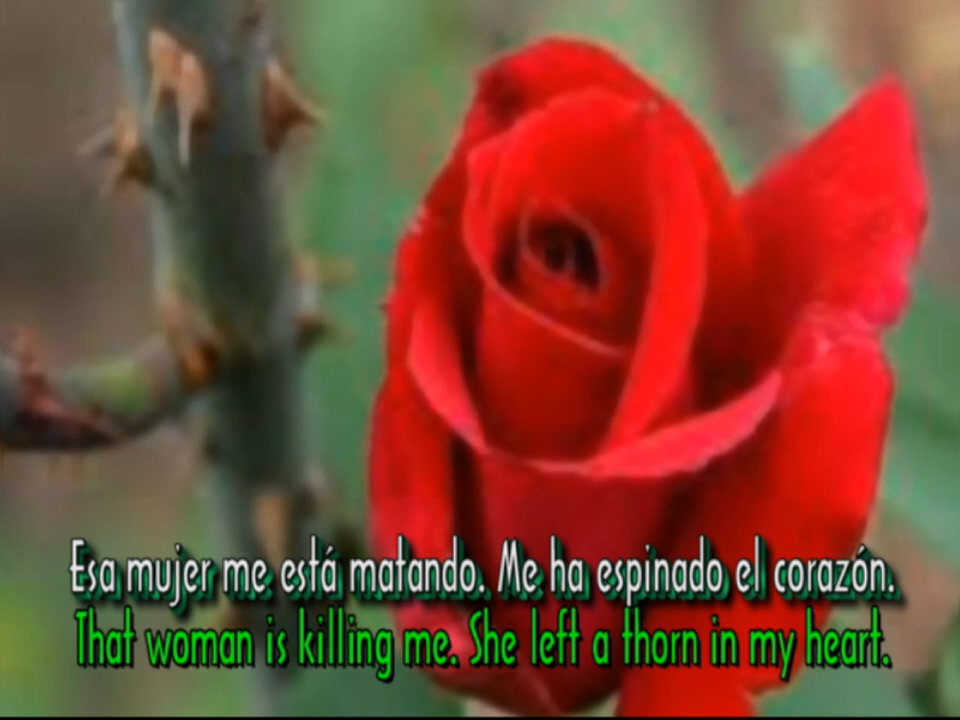 Esa mujer me está matando. Me ha espinado el corazón.
That woman is killing me. She left a thorn in my heart.